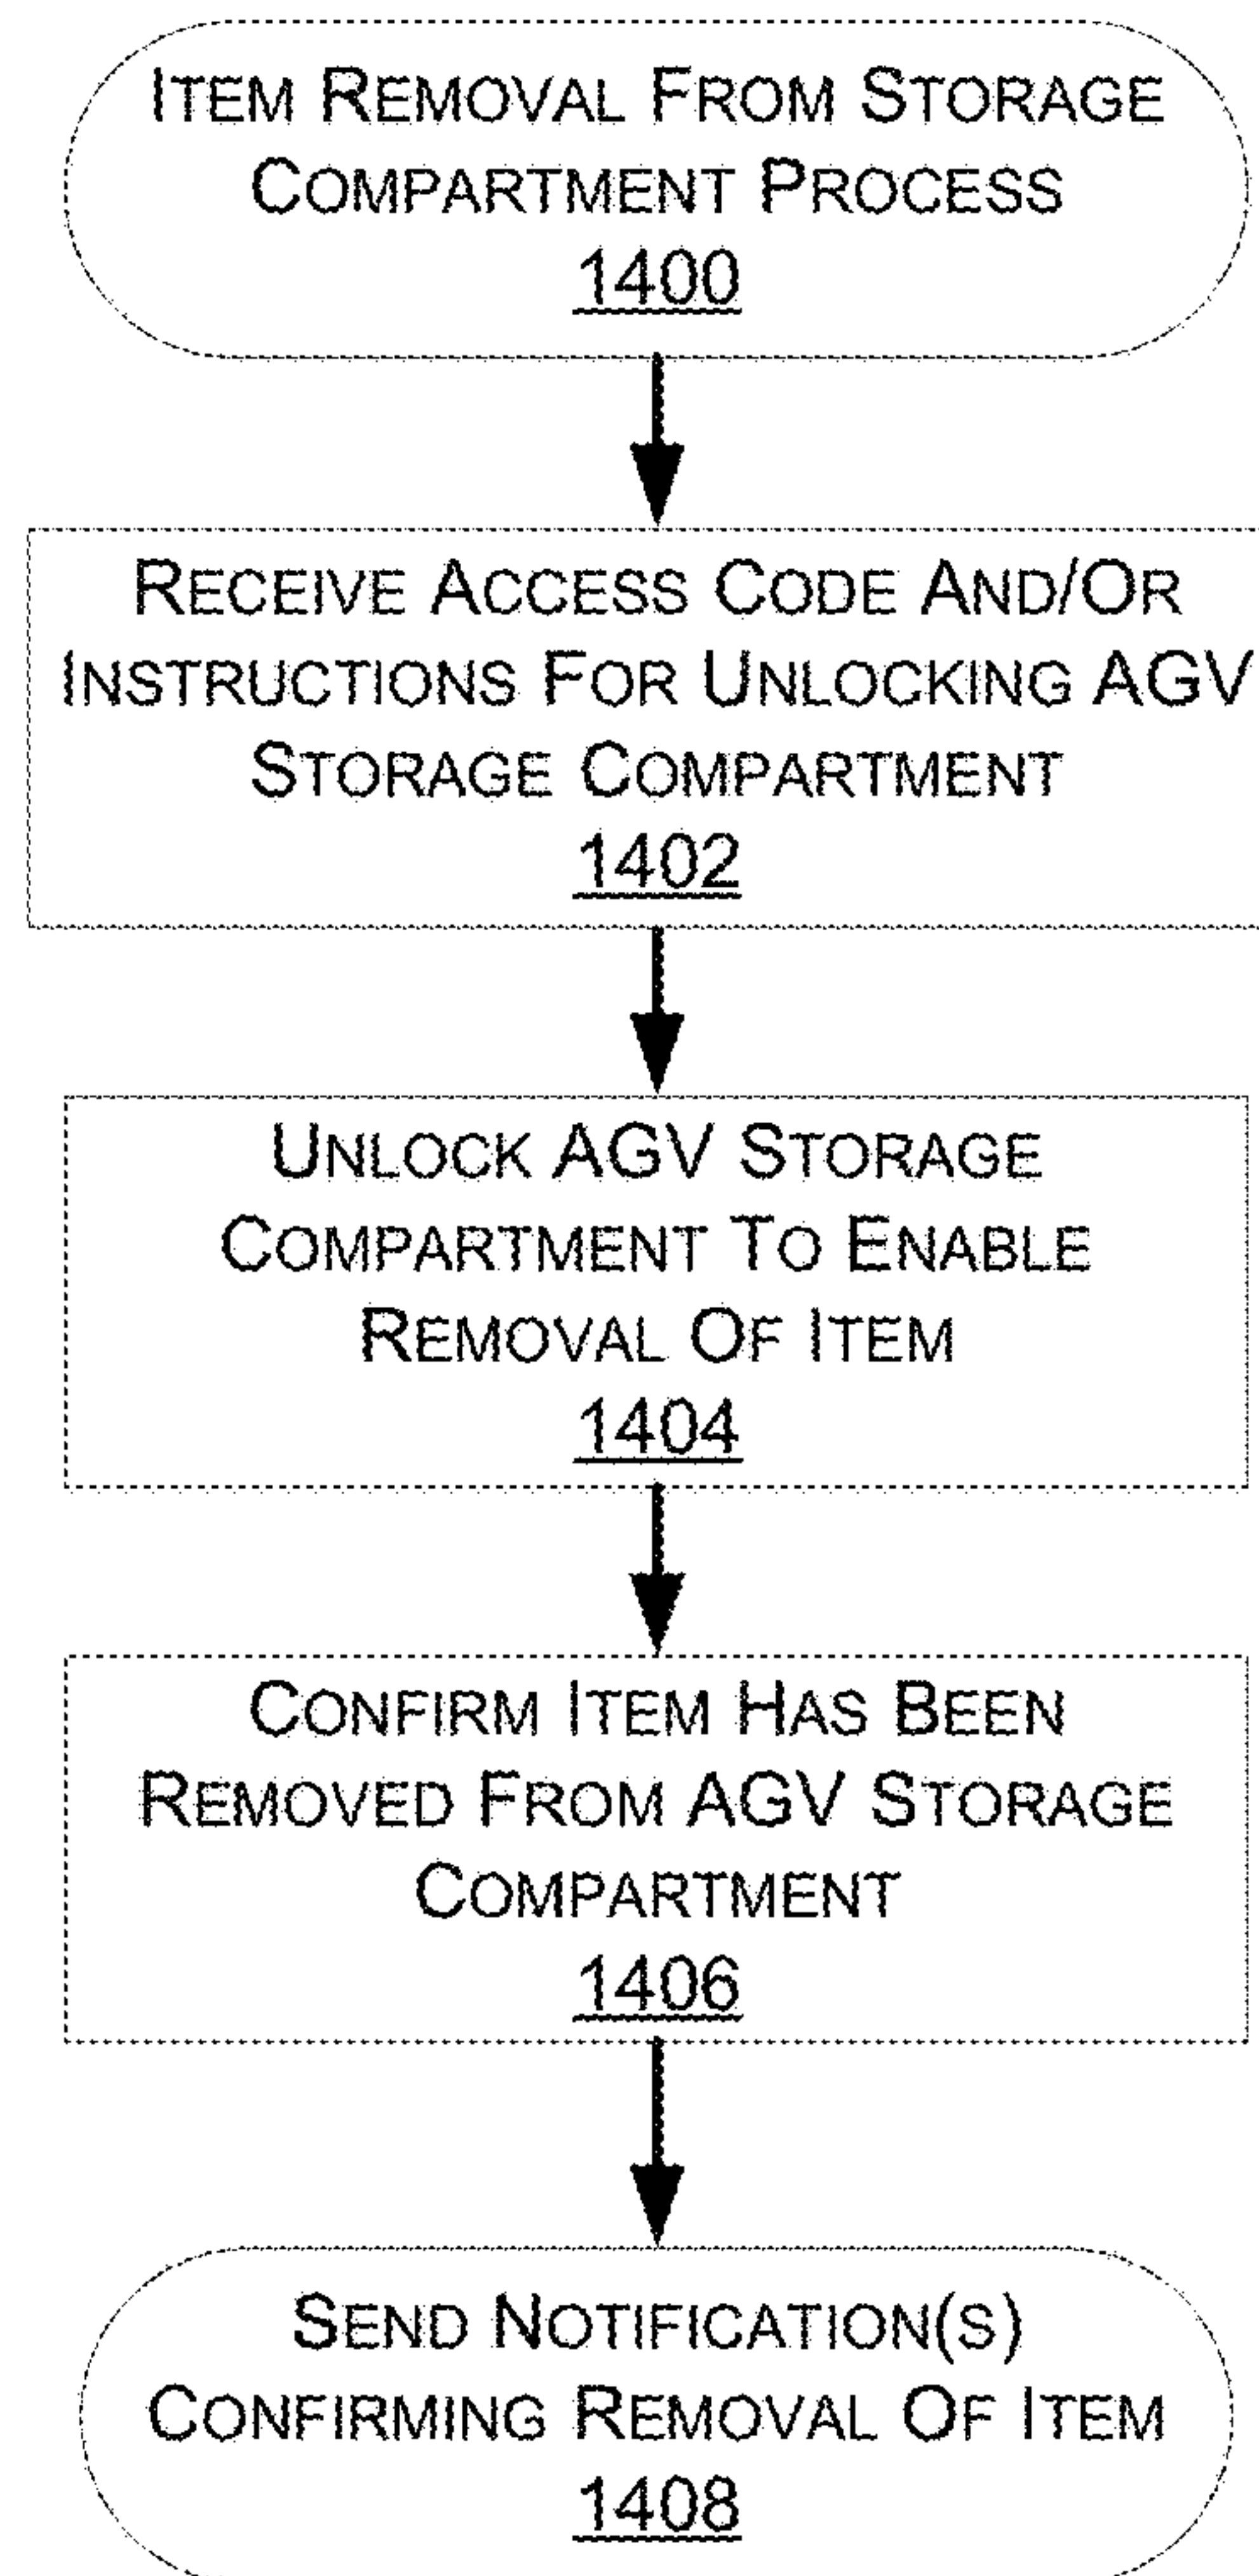 ITEM REMOVAL FROM STORAGE
COMPARTMENT PROCESS
1400
RECEIVE ACCESS CODE AND/OR
INSTRUCTIONS FOR UNLOCKING AGV
STORAGE COMPARTMENT
1402
UNLOCK AGV STORAGE
COMPARTMENT TO ENABLE
REMOVAL OF ITEM
1404
CONFIRM ITEM HAS BEEN
REMOVED FROM AGV STORAGE
COMPARTMENT
1406
SEND NOTIFICATION(S)
CONFIRMING REMOVAL OF ITEM
1408